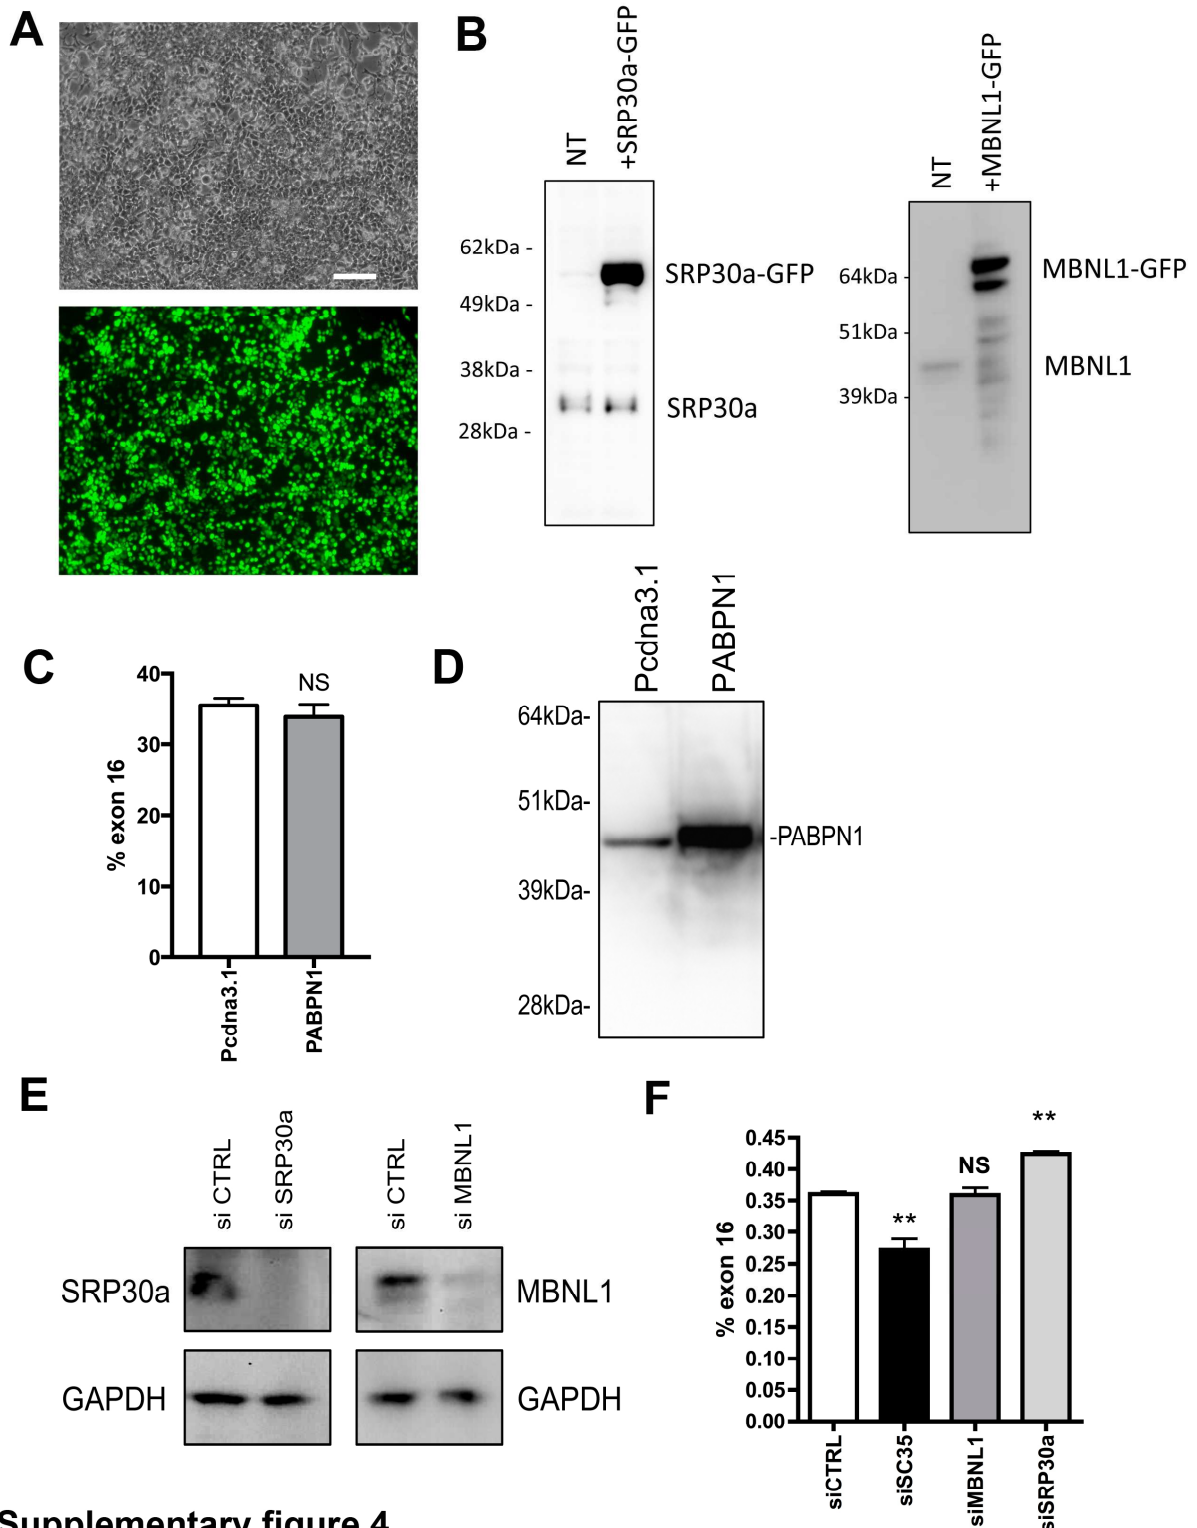 A
B
NT
+SRP30a-GFP
62kDa -
49kDa -
38kDa -
28kDa -
SRP30a-GFP
SRP30a
NT
+MBNL1-GFP
64kDa -
51kDa -
39kDa -
MBNL1-GFP
MBNL1
C
40
30
20
10
0
% exon 16
NS
Pcdna3.1
PABPN1
D
Pcdna3.1
PABPN1
64kDa-
51kDa-
39kDa-
28kDa-
-PABPN1
E
si CTRL
si SRP30a
si CTRL
si MBNL1
SRP30a
MBNL1
GAPDH
GAPDH
F
0.45
0.40
0.35
0.30
0.25
0.20
0.15
0.10
0.05
0.00
% exon 16
**
NS
**
siCTRL
siSC35
siMBNL1
siSRP30a
Supplementary figure 4